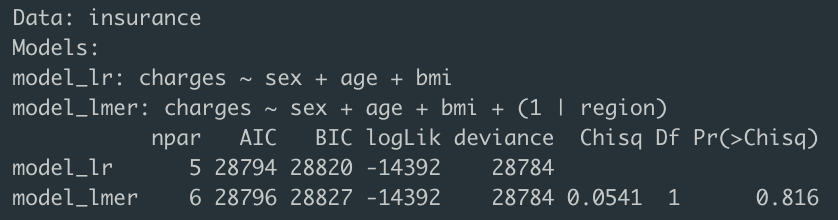 Data: insurance
Models:
model_lr: charges ~ sex + age + bmi
model_lmer: charges ~ sex + age + bmi + (1 | region)
npar AIC BIC logLik deviance Chisq Df Pr(>Chisq)
model_lr 5 28794 28820 -14392 28784
model_lmer 6 28796 28827 -14392 28784 0.0541 1 0.816